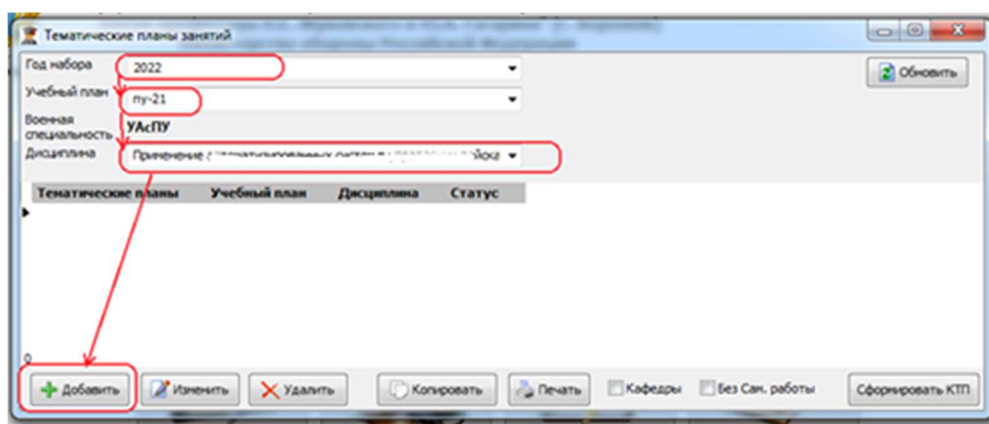 Тематические планы занятий
Год набора 2022
Обновить
Учебный план пу-21
Военная специальность УАсПУ
Дисциплина Применение
Тематические планы Учебный план Дисциплина Статус
0
Добавить Изменить Удалить Копировать Печать Кафедры Без Сам. работы Сформировать КТП